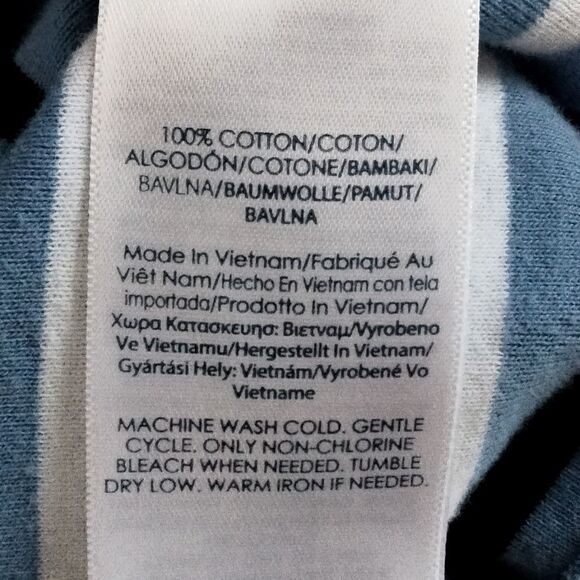 100% COTTON/COTON/
ALGODÓN/COTONE/BAMBAKI/
BAVLNA/BAUMWOLLE/PAMUT/
BAVLNA
Made In Vietnam/Fabriqué Au
Viêt Nam/Hecho En Vietnam con tela
importada/Prodotto In Vietnam/
Χωρα Κατασκευησ: Βιετναμ/Vyrobeno
Ve Vietnamu/Hergestellt In Vietnam/
Gyártási Hely: Vietnám/Vyrobené Vo
Vietname
MACHINE WASH COLD. GENTLE
CYCLE. ONLY NON-CHLORINE
BLEACH WHEN NEEDED. TUMBLE
DRY LOW. WARM IRON IF NEEDED.